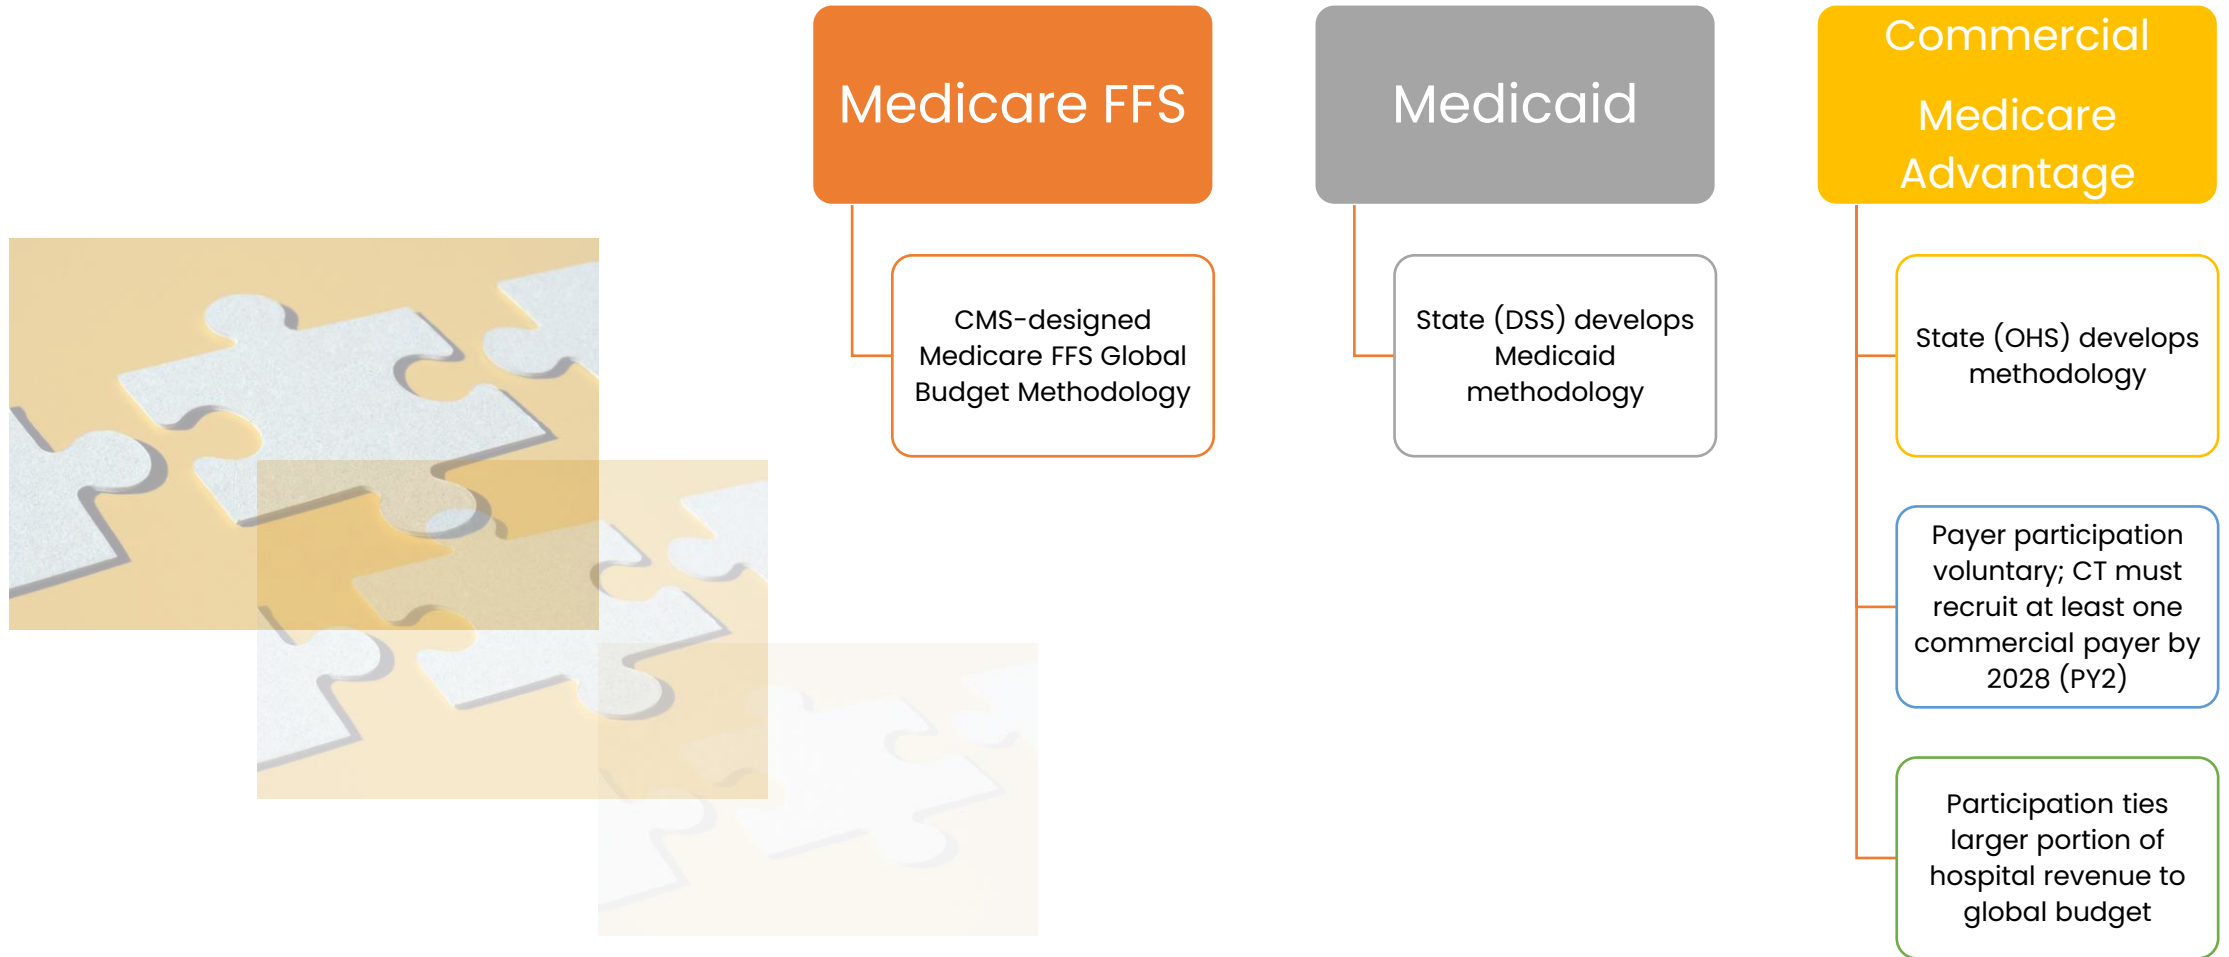 Medicare FFS
CMS-designed
Medicare FFS Global
Budget Methodology
Medicaid
State (DSS) develops
Medicaid
methodology
Commercial
Medicare
Advantage
State (OHS) develops
methodology
Payer participation
voluntary; CT must
recruit at least one
commercial payer by
2028 (PY2)
Participation ties
larger portion of
hospital revenue to
global budget